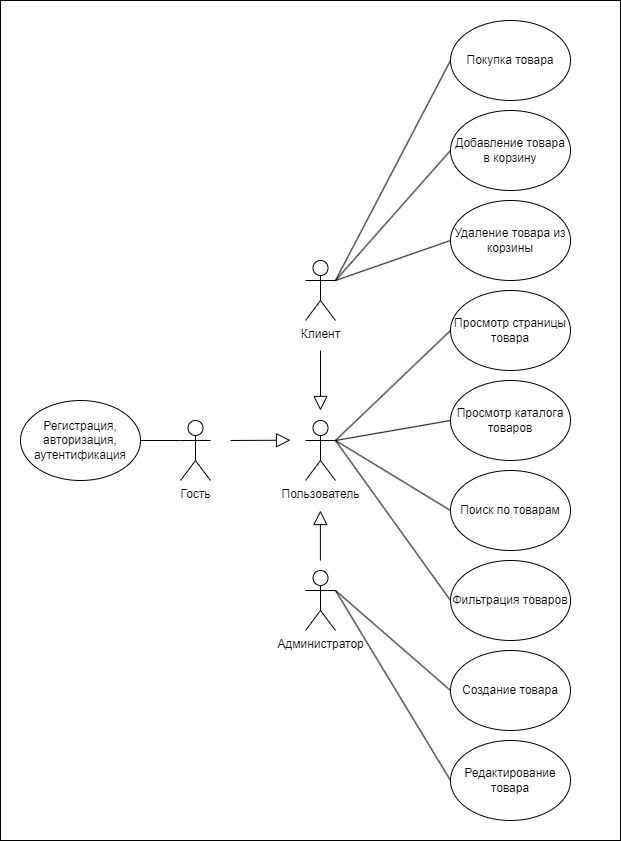 Покупка товара
Добавление товара
в корзину
Удаление товара из
корзины
Клиент
Просмотр страницы
товара
Просмотр каталога
товаров
Регистрация,
авторизация,
аутентификация
Гость
Пользователь
Поиск по товарам
Фильтрация товаров
Администратор
Создание товара
Редактирование
товара